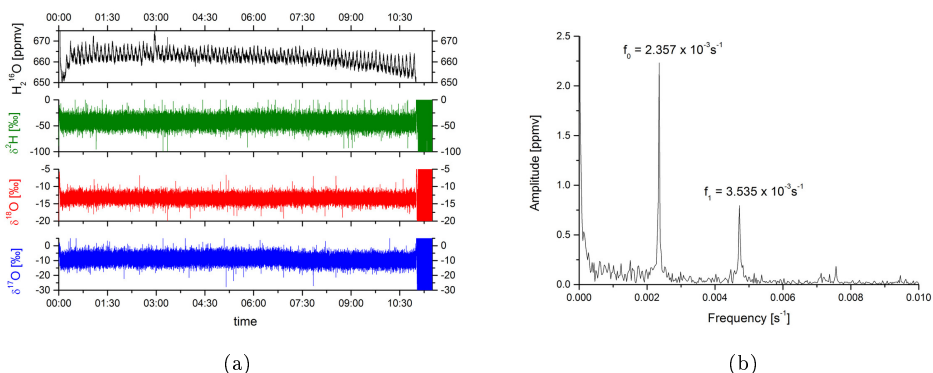 00:00 01:30 03:00 04:30 06:00 07:30 09:00 10:30
H₂¹⁶O [ppmv]
670
660
650
670
660
650
δ²H [‰]
0
-50
-100
0
-50
-100
δ¹⁸O [‰]
-5
-10
-15
-20
-5
-10
-15
-20
δ¹⁷O [‰]
0
-10
-20
-30
0
-10
-20
-30
00:00 01:30 03:00 04:30 06:00 07:30 09:00 10:30
time
(a)
f₀ = 2.357 x 10⁻³s⁻¹
f₁ = 3.535 x 10⁻³s⁻¹
Amplitude [ppmv]
2.5
2.0
1.5
1.0
0.5
0.0
0.000 0.002 0.004 0.006 0.008 0.010
Frequency [s⁻¹]
(b)